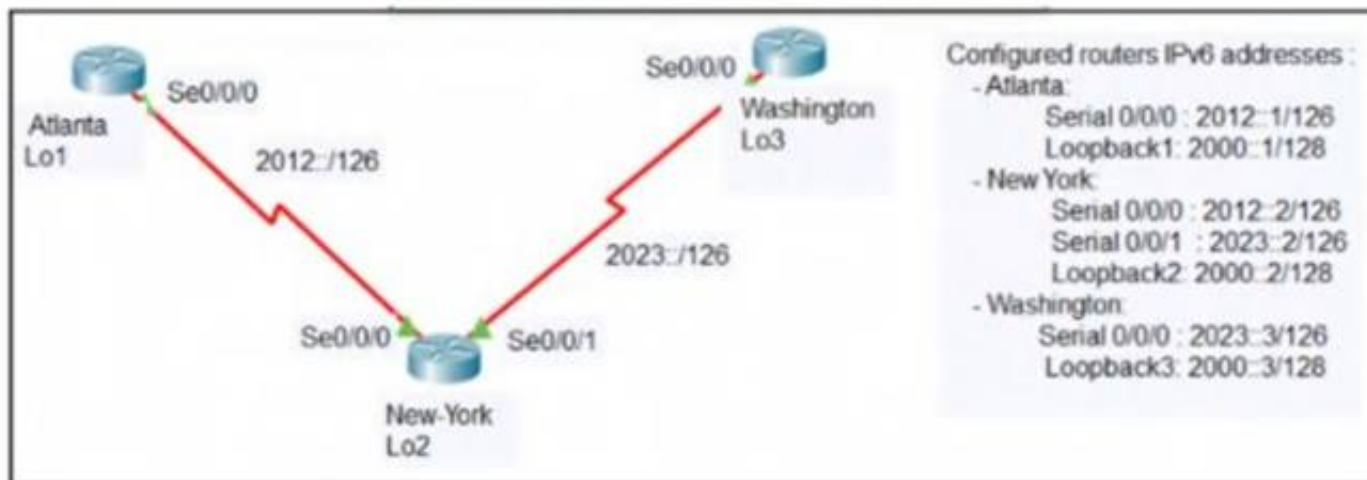 Se0/0/0
Atlanta
Lo1
2012::/126
Se0/0/0
Washington
Lo3
2023::/126
Se0/0/0
Se0/0/1
New-York
Lo2
Configured routers IPv6 addresses :
- Atlanta:
Serial 0/0/0 : 2012::1/126
Loopback1: 2000::1/128
- New York:
Serial 0/0/0 : 2012::2/126
Serial 0/0/1 : 2023::2/126
Loopback2: 2000::2/128
- Washington:
Serial 0/0/0 : 2023::3/126
Loopback3: 2000::3/128